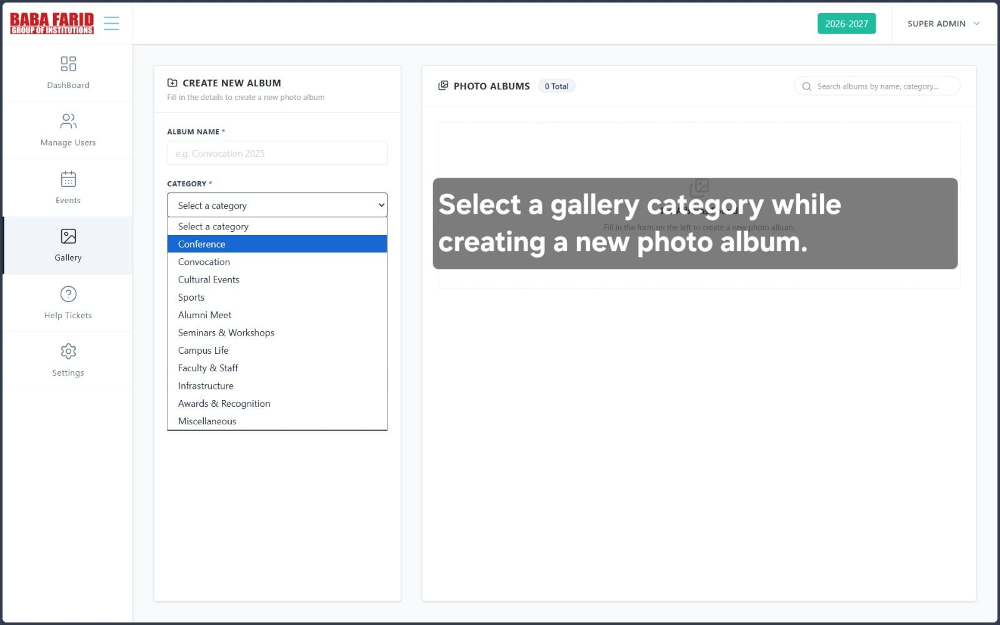 BABA FARID
GROUP OF INSTITUTIONS
2026-2027
SUPER ADMIN
DashBoard
Manage Users
Events
Gallery
Help Tickets
Settings
CREATE NEW ALBUM
Fill in the details to create a new photo album
ALBUM NAME *
e.g. Convocation 2025
CATEGORY *
Select a category
Select a category
Conference
Convocation
Cultural Events
Sports
Alumni Meet
Seminars & Workshops
Campus Life
Faculty & Staff
Infrastructure
Awards & Recognition
Miscellaneous
PHOTO ALBUMS
0 Total
Search albums by name, category...
Select a gallery category while
creating a new photo album.
Fill in the form on the left to create a new photo album.